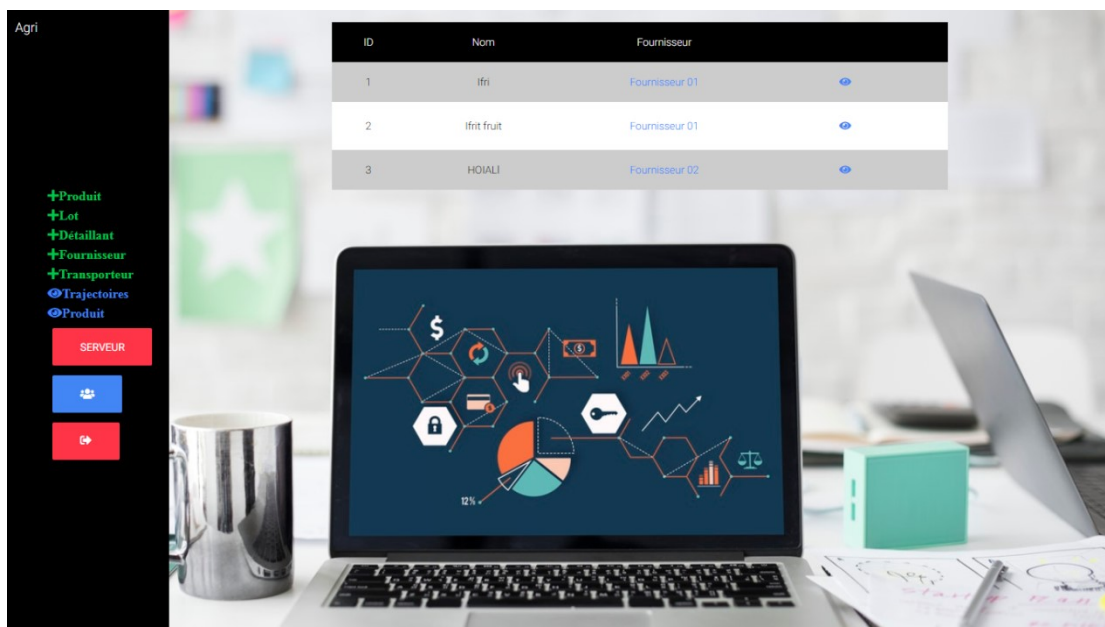 Agri
ID Nom Fournisseur
1 Ifri Fournisseur 01
2 Ifrit fruit Fournisseur 01
3 HOIALI Fournisseur 02
Produit
Lot
Détaillant
Fournisseur
Transporteur
Trajectoires
Produit
SERVEUR
12%